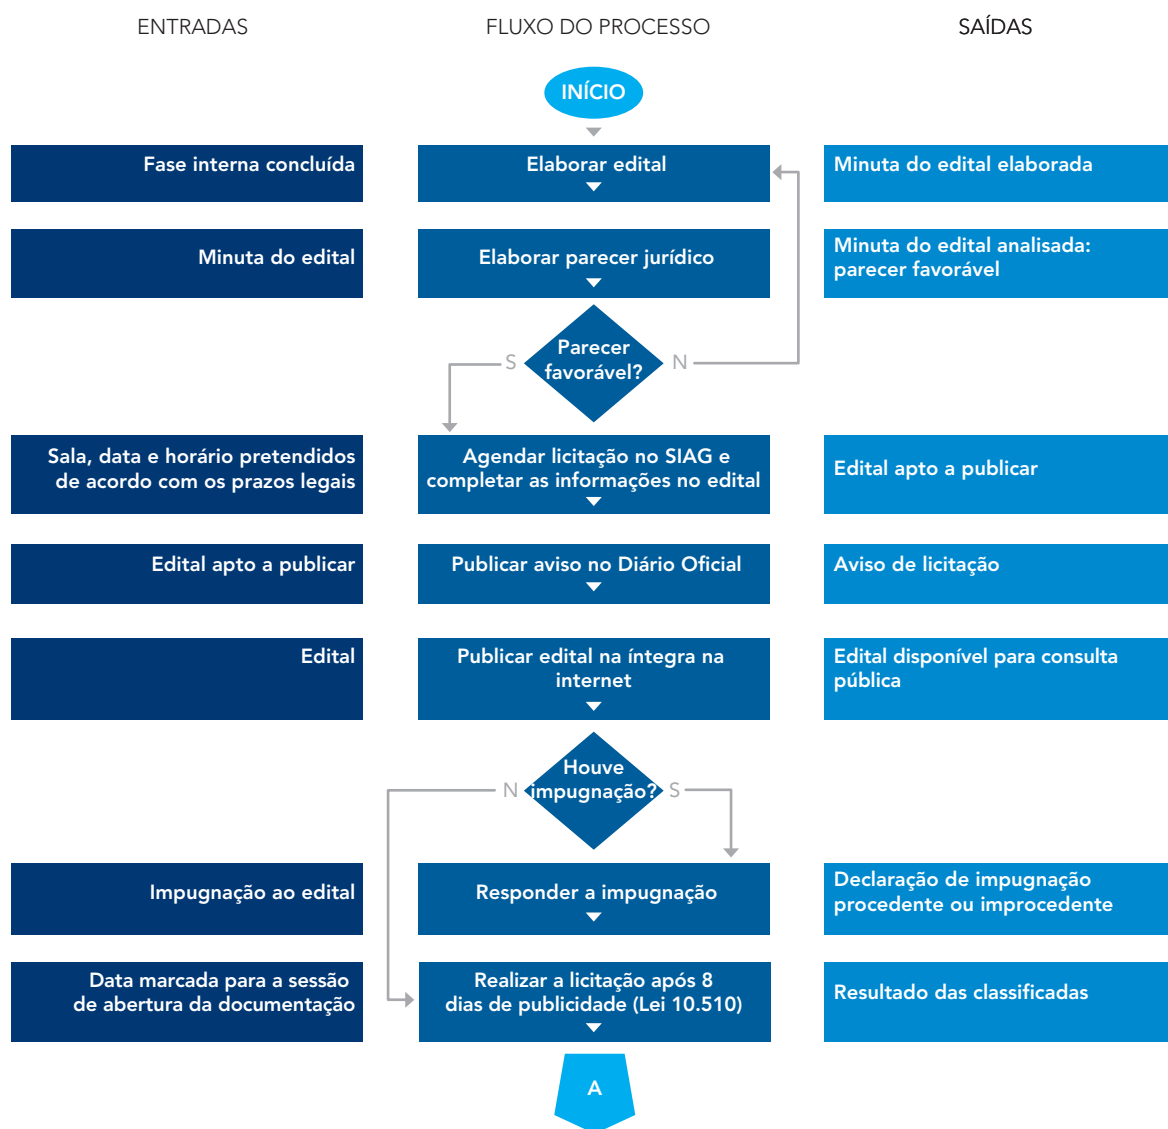 ENTRADAS
FLUXO DO PROCESSO
SAÍDAS
INÍCIO
Fase interna concluída
Elaborar edital
Minuta do edital elaborada
Minuta do edital
Elaborar parecer jurídico
Minuta do edital analisada:
parecer favorável
Parecer
favorável?
S
N
Sala, data e horário pretendidos
de acordo com os prazos legais
Agendar licitação no SIAG e
completar as informações no edital
Edital apto a publicar
Edital apto a publicar
Publicar aviso no Diário Oficial
Aviso de licitação
Edital
Publicar edital na íntegra na
internet
Edital disponível para consulta
pública
Houve
impugnação?
N
S
Impugnação ao edital
Responder a impugnação
Declaração de impugnação
procedente ou improcedente
Data marcada para a sessão
de abertura da documentação
Realizar a licitação após 8
dias de publicidade (Lei 10.510)
Resultado das classificadas
A